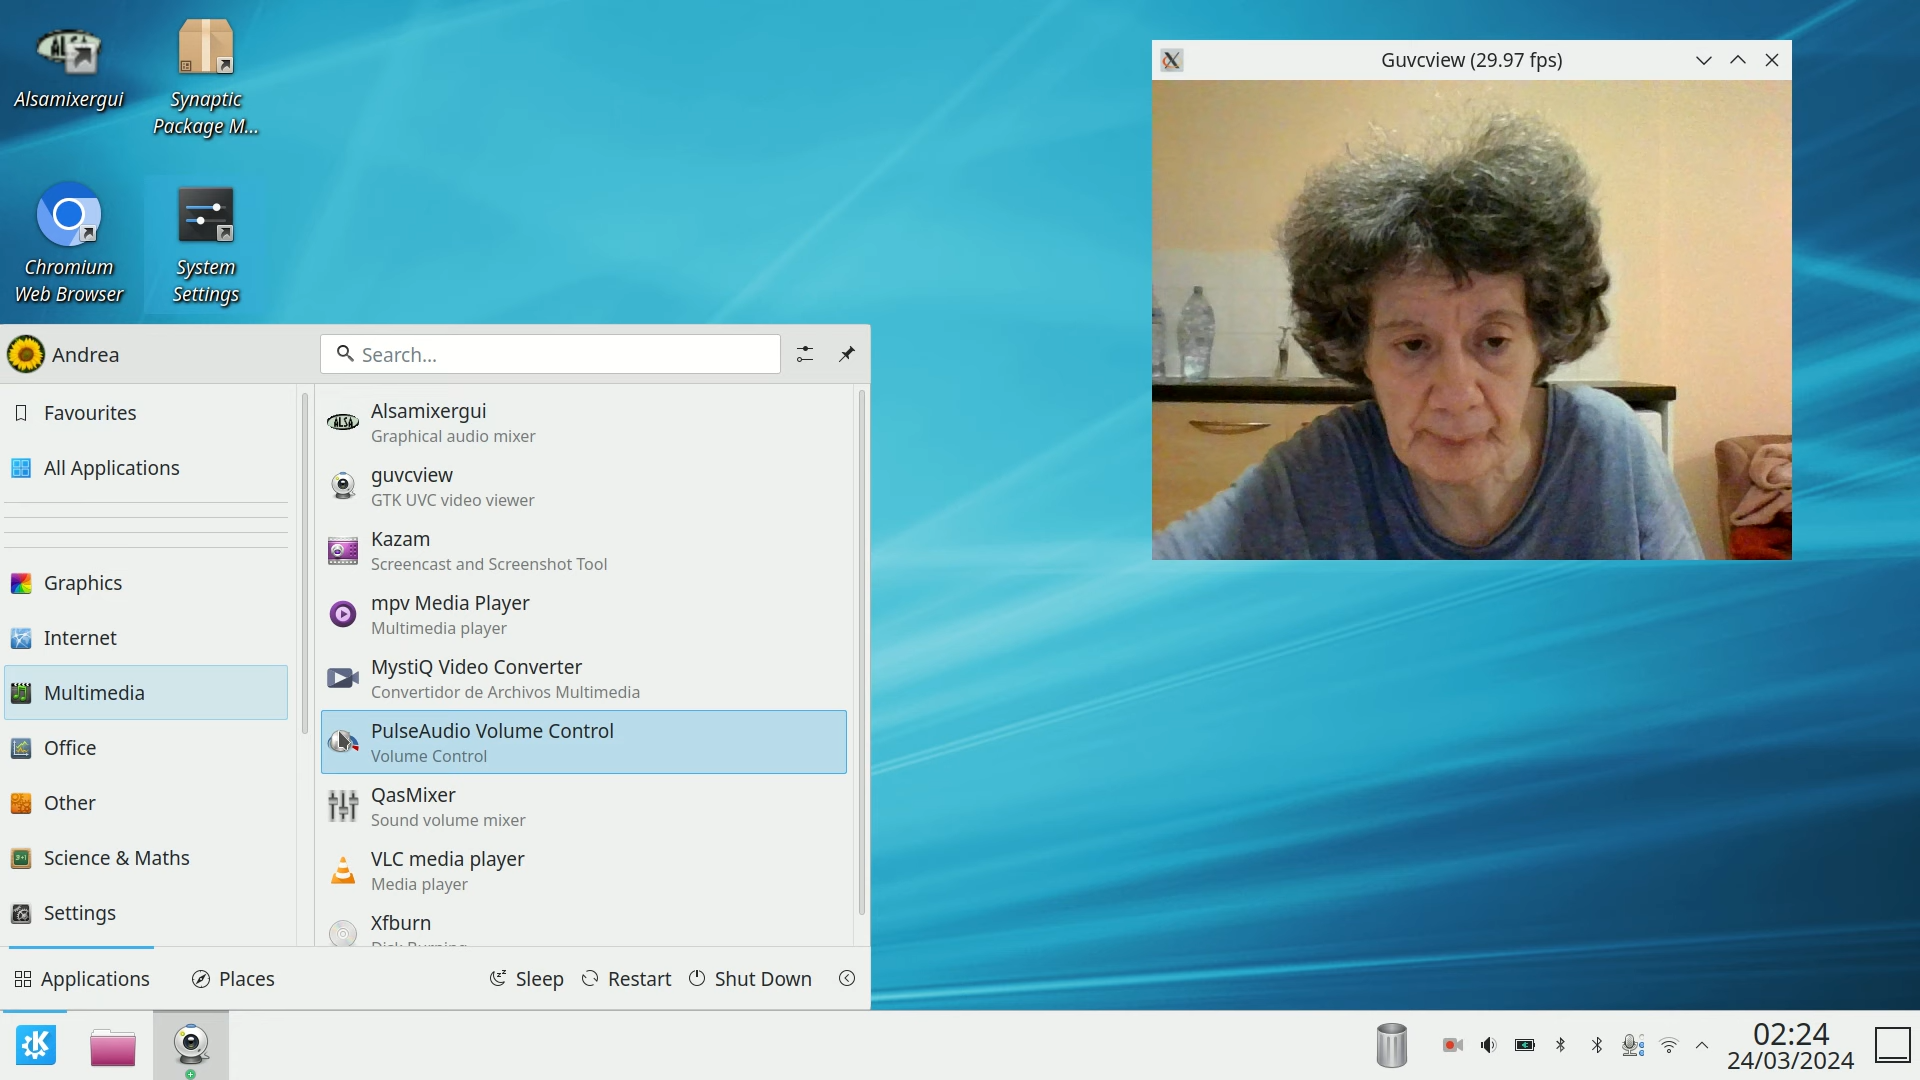 Alsamixergui
Synaptic
Package M...
Chromium
Web Browser
System
Settings
Guvcview (29.97 fps)
Andrea
Search...
Favourites
All Applications
Graphics
Internet
Multimedia
Office
Other
Science & Maths
Settings
Alsamixergui
Graphical audio mixer
guvcview
GTK UVC video viewer
Kazam
Screencast and Screenshot Tool
mpv Media Player
Multimedia player
MystiQ Video Converter
Convertidor de Archivos Multimedia
PulseAudio Volume Control
Volume Control
QasMixer
Sound volume mixer
VLC media player
Media player
Xfburn
Applications
Places
Sleep
Restart
Shut Down
02:24
24/03/2024